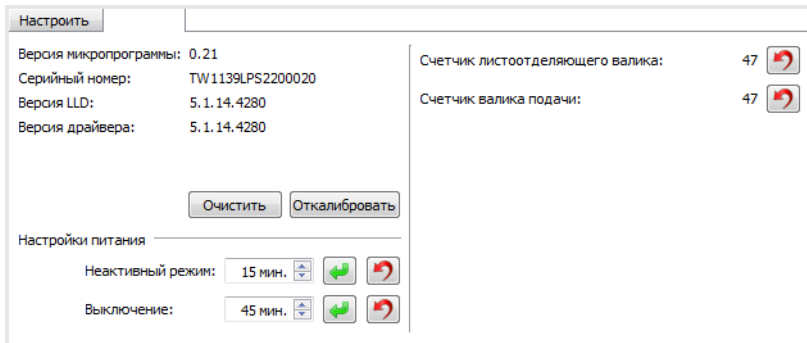 Настроить
Версия микропрограммы: 0.21
Серийный номер: TW1139LPS2200020
Версия LLD: 5.1.14.4280
Версия драйвера: 5.1.14.4280
Очистить Откалибровать
Настройки питания
Неактивный режим: 15 мин.
Выключение: 45 мин.
Счетчик листоотделяющего валика: 47
Счетчик валика подачи: 47